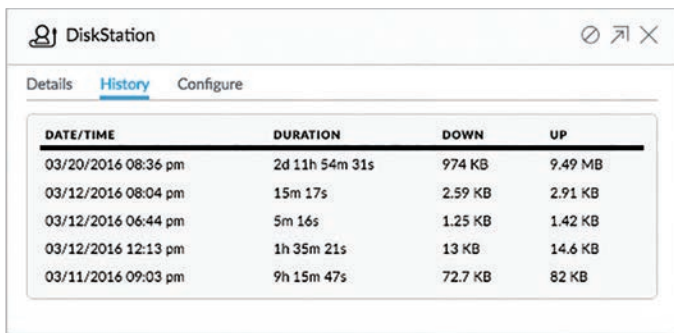 DiskStation
Details History Configure
DATE/TIME DURATION DOWN UP
03/20/2016 08:36 pm 2d 11h 54m 31s 974 KB 9.49 MB
03/12/2016 08:04 pm 15m 17s 2.59 KB 2.91 KB
03/12/2016 06:44 pm 5m 16s 1.25 KB 1.42 KB
03/12/2016 12:13 pm 1h 35m 21s 13 KB 14.6 KB
03/11/2016 09:03 pm 9h 15m 47s 72.7 KB 82 KB